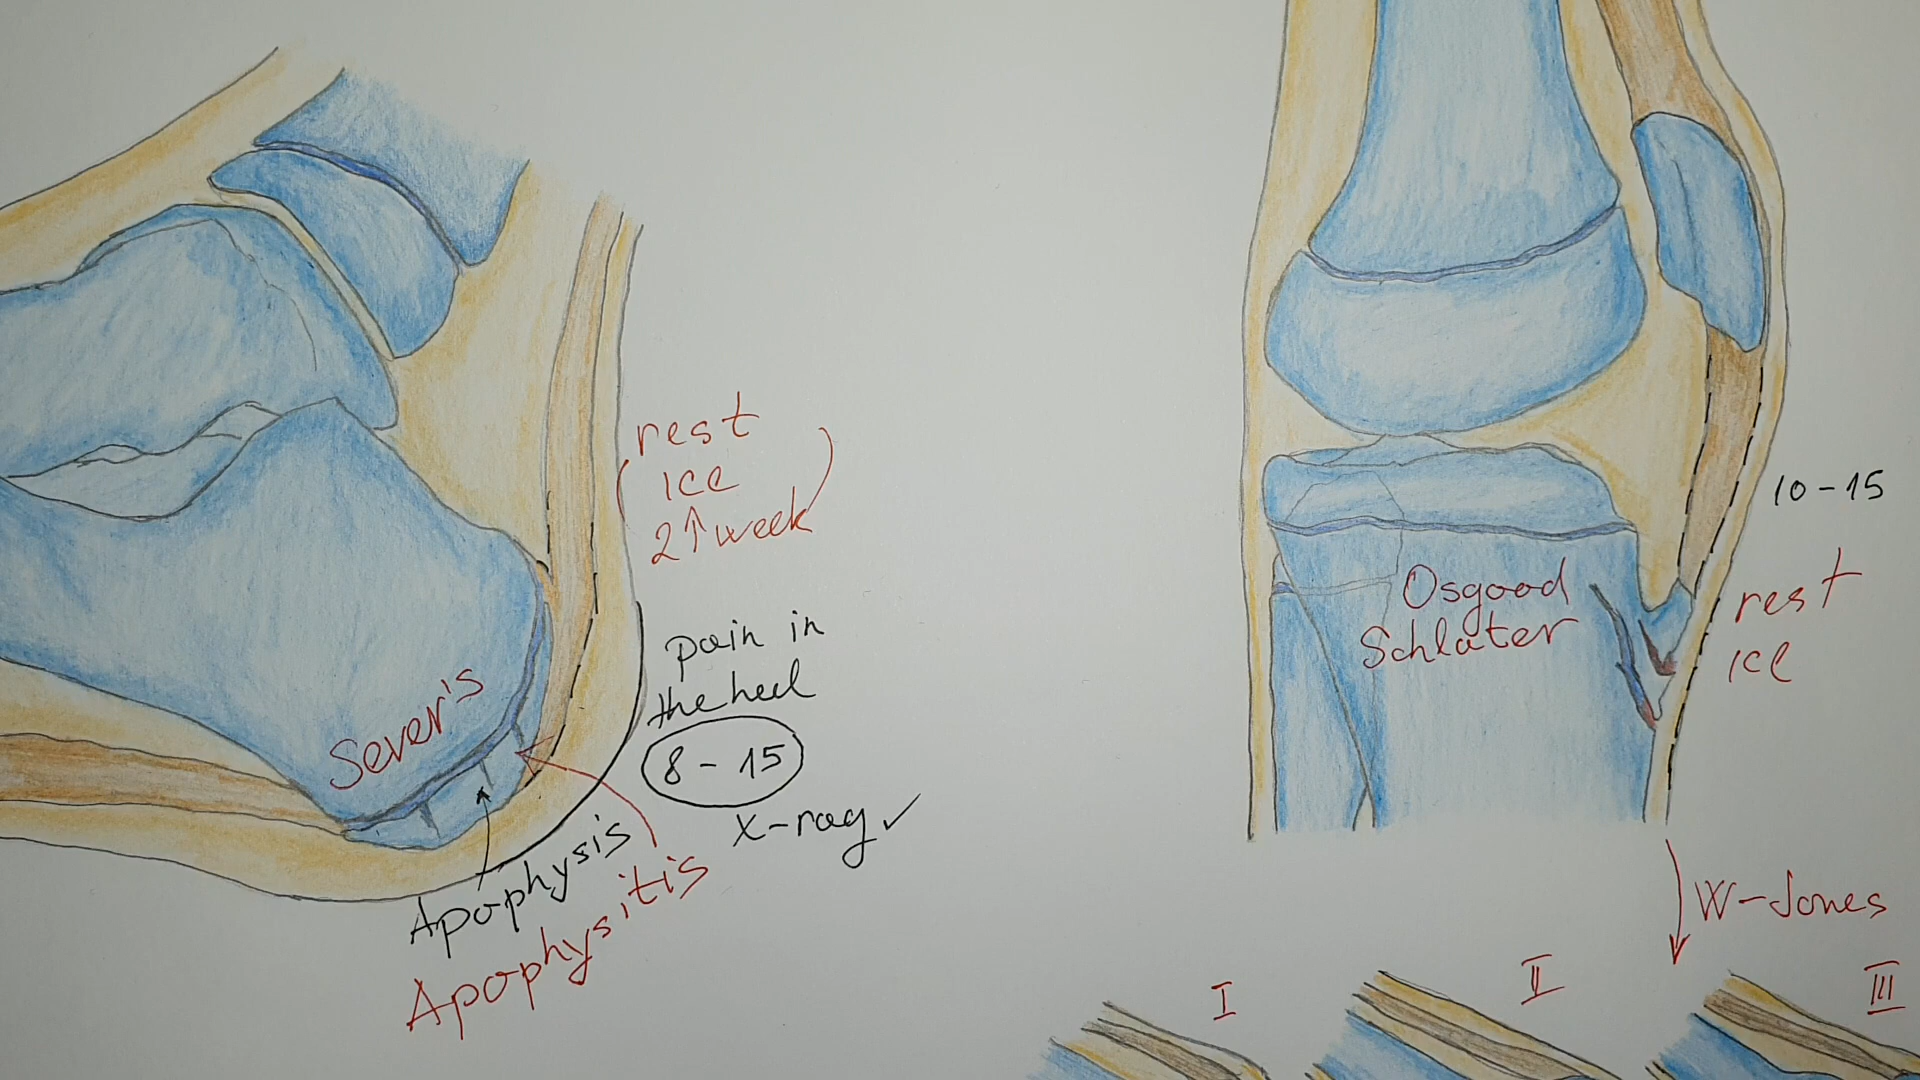 rest
ice
2↑week
pain in
the heel
8-15
x-ray ✓
Sever's
Apophysis
Apophysitis
Osgood
Schlater
10-15
rest
ice
W-Jones
I
II
III